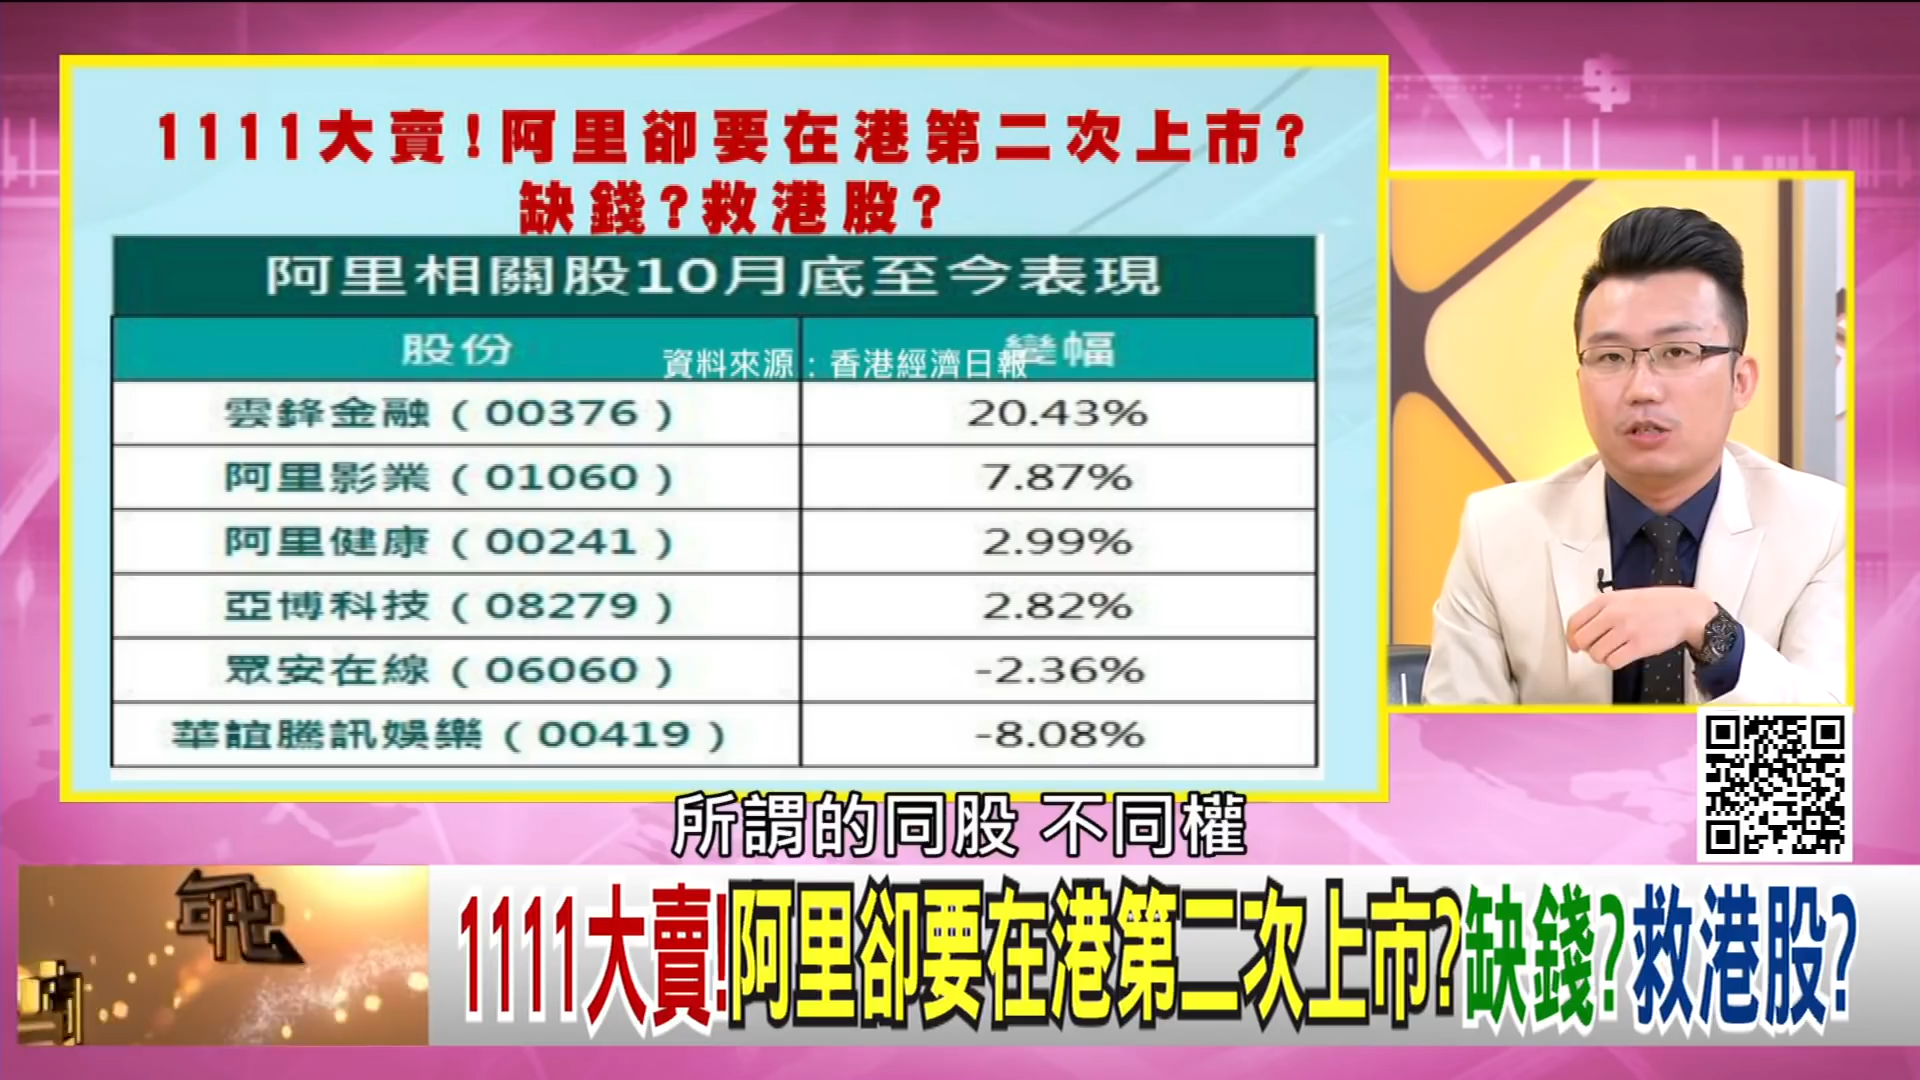 1111大賣!阿里卻要在港第二次上市?
缺錢?救港股?
阿里相關股10月底至今表現
股份 變幅
資料來源：香港經濟日報
雲鋒金融（00376） 20.43%
阿里影業（01060） 7.87%
阿里健康（00241） 2.99%
亞博科技（08279） 2.82%
眾安在線（06060） -2.36%
華誼騰訊娛樂（00419） -8.08%
所謂的同股 不同權
1111大賣!阿里卻要在港第二次上市?缺錢?救港股?